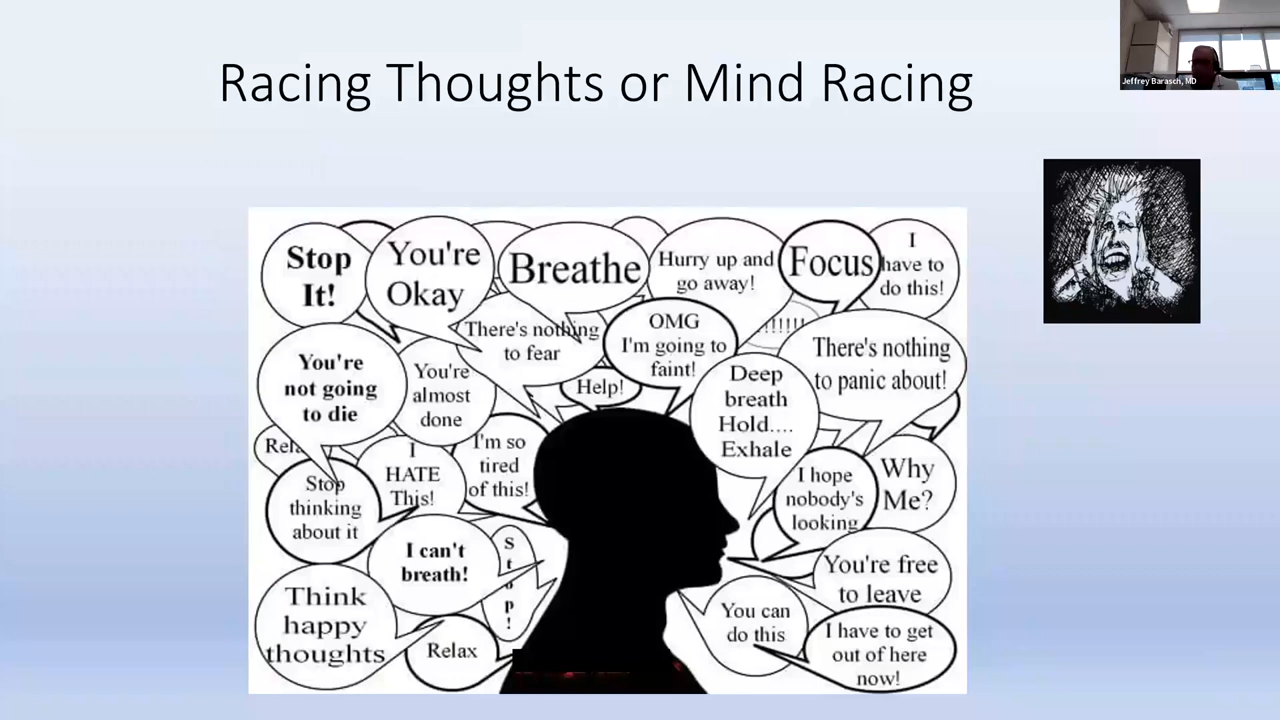 Racing Thoughts or Mind Racing
Jeffrey Barasch, MD
Stop
It!
You're
Okay
Breathe
Hurry up and
go away!
Focus
I
have to
do this!
There's nothing
to fear
OMG
I'm going to
faint!
!!!!!!
There's nothing
to panic about!
You're
not going
to die
You're
almost
done
Help!
Deep
breath
Hold....
Exhale
I
HATE
This!
I'm so
tired
of this!
Stop
thinking
about it
I hope
nobody's
looking
Why
Me?
I can't
breath!
Stop!
You're free
to leave
Think
happy
thoughts
Relax
You can
do this
I have to get
out of here
now!